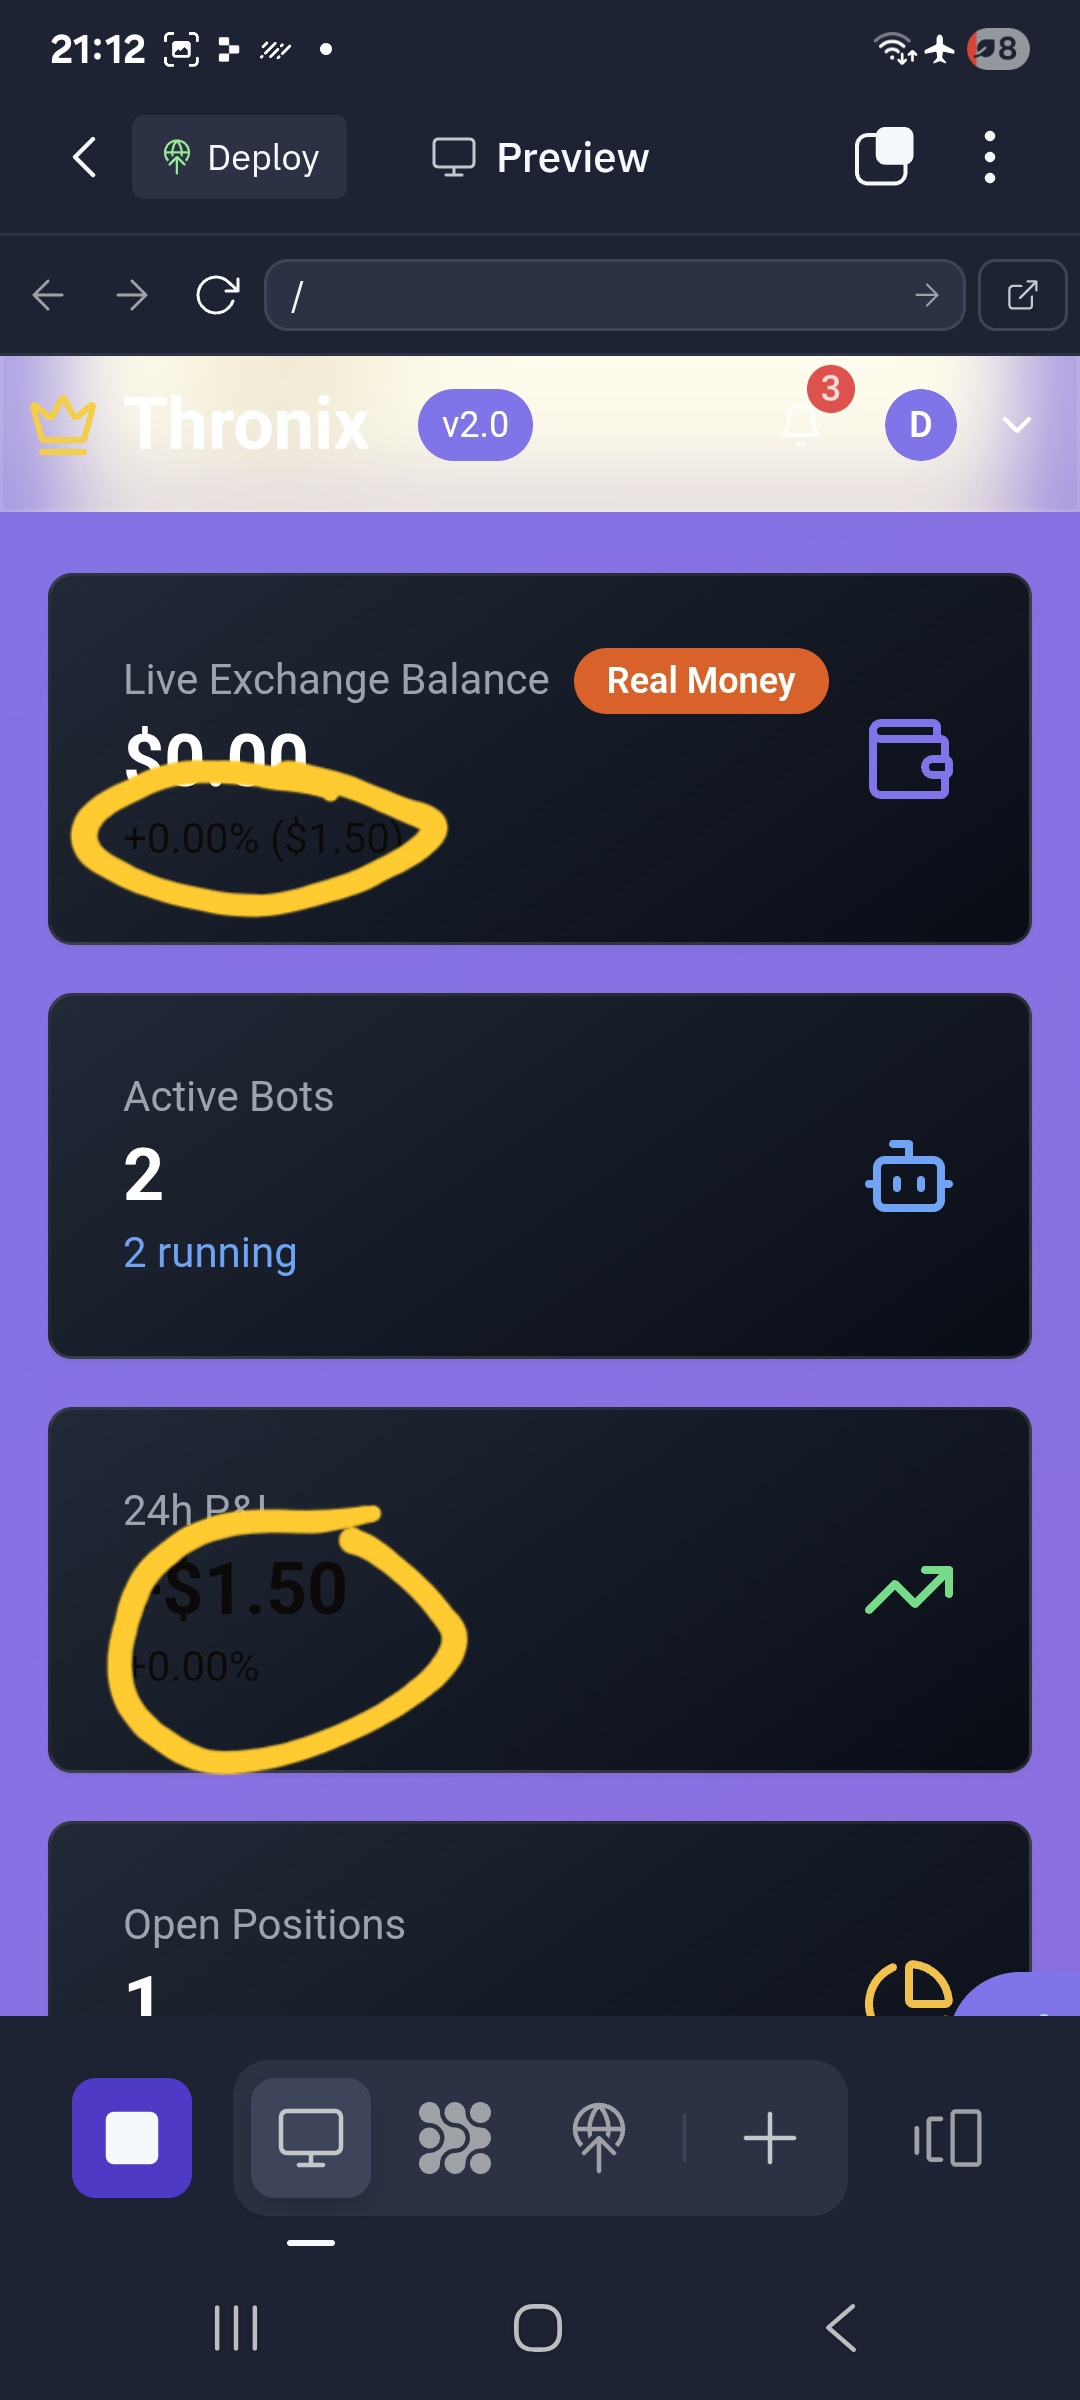 21:12
8
Deploy
Preview
/
Thronix
v2.0
3
D
Live Exchange Balance
Real Money
$0.00
+0.00% ($1.50)
Active Bots
2
2 running
24h P&L
+$1.50
+0.00%
Open Positions
1